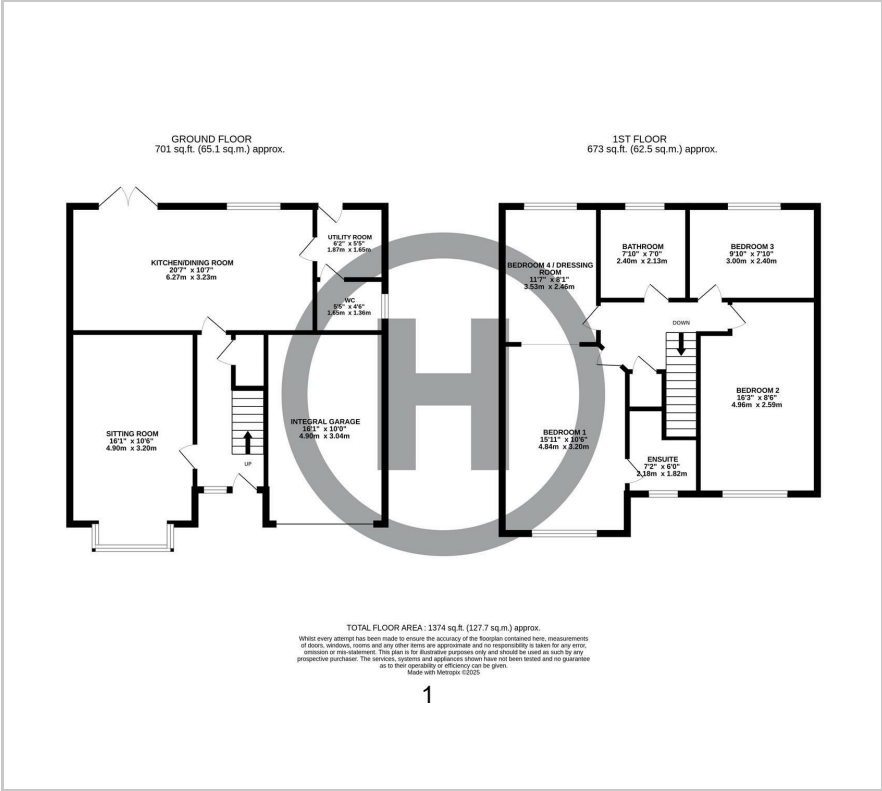 GROUND FLOOR
701 sq.ft. (65.1 sq.m.) approx.
1ST FLOOR
673 sq.ft. (62.5 sq.m.) approx.
KITCHEN/DINING ROOM
20'7" x 10'7"
6.27m x 3.23m
UTILITY ROOM
6'2" x 5'5"
1.87m x 1.65m
WC
5'5" x 4'6"
1.65m x 1.36m
SITTING ROOM
16'1" x 10'6"
4.90m x 3.20m
UP
INTEGRAL GARAGE
16'1" x 10'0"
4.90m x 3.04m
BEDROOM 4 / DRESSING
ROOM
11'7" x 8'1"
3.53m x 2.46m
BATHROOM
7'10" x 7'0"
2.40m x 2.13m
BEDROOM 3
9'10" x 7'10"
3.00m x 2.40m
DOWN
BEDROOM 2
16'3" x 8'6"
4.96m x 2.59m
BEDROOM 1
15'11" x 10'6"
4.84m x 3.20m
ENSUITE
7'2" x 6'0"
2.18m x 1.82m
H
TOTAL FLOOR AREA : 1374 sq.ft. (127.7 sq.m.) approx.
Whilst every attempt has been made to ensure the accuracy of the floorplan contained here, measurements
of doors, windows, rooms and any other items are approximate and no responsibility is taken for any error,
omission or mis-statement. This plan is for illustrative purposes only and should be used as such by any
prospective purchaser. The services, systems and appliances shown have not been tested and no guarantee
as to their operability or efficiency can be given.
Made with Metropix ©2025
1